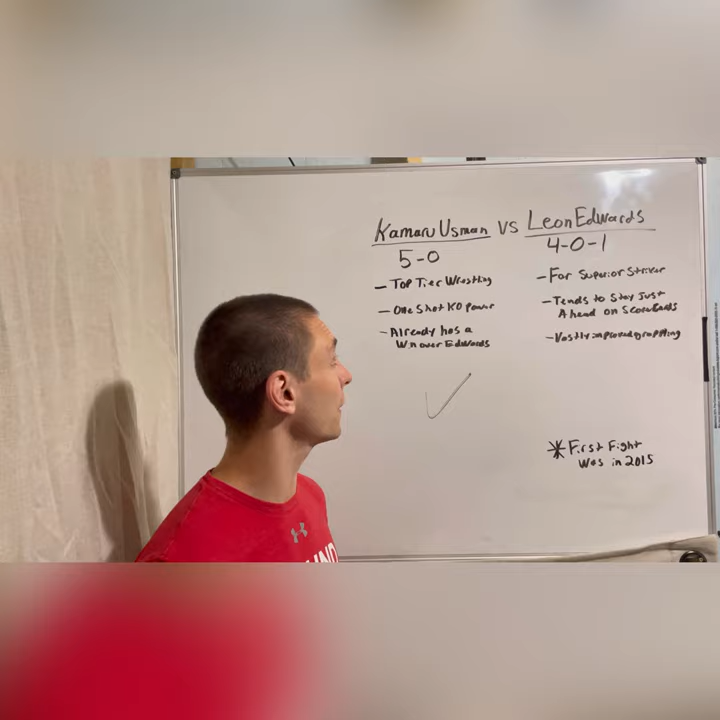 Kamaru Usman vs Leon Edwards
5-0
4-0-1
- Top Tier Wrestling
- One Shot KO Power
- Already has a
Win over Edwards
- Far Superior Striker
- Tends to Stay Just
Ahead on Scorecards
- Vastly improved grappling
* First Fight
Was in 2015